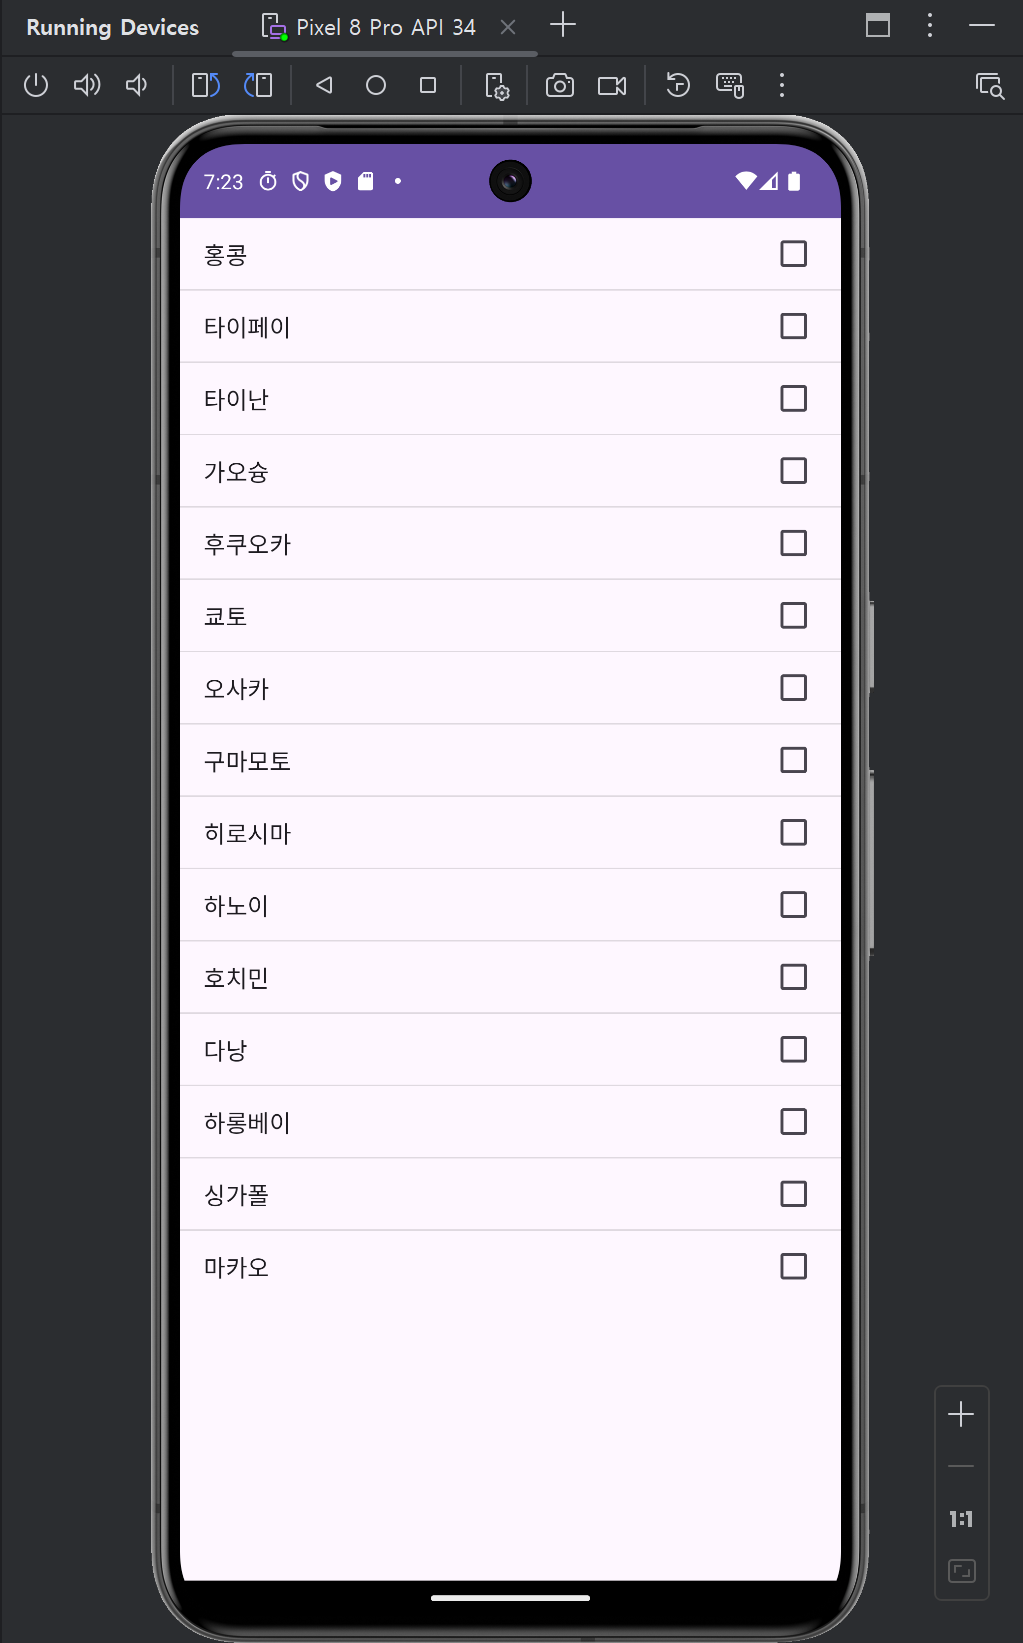 Running Devices Pixel 8 Pro API 34
7:23
홍콩
타이페이
타이난
가오슝
후쿠오카
쿄토
오사카
구마모토
히로시마
하노이
호치민
다낭
하롱베이
싱가폴
마카오
1:1